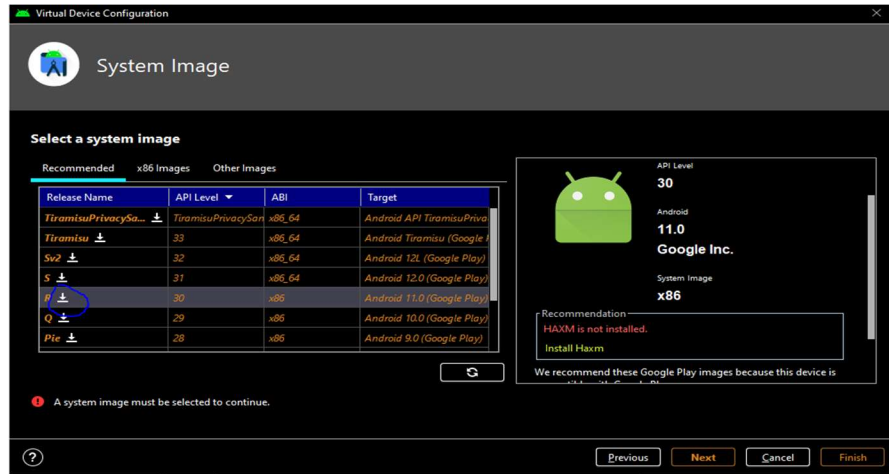 Virtual Device Configuration
System Image
Select a system image
Recommended x86 Images Other Images
Release Name API Level ABI Target
TiramisuPrivacySa... TiramisuPrivacySan x86_64 Android API TiramisuPriva
Tiramisu 33 x86_64 Android Tiramisu (Google
Sv2 32 x86_64 Android 12L (Google Play)
S 31 x86_64 Android 12.0 (Google Play)
R 30 x86 Android 11.0 (Google Play)
Q 29 x86 Android 10.0 (Google Play)
Pie 28 x86 Android 9.0 (Google Play)
API Level
30
Android
11.0
Google Inc.
System Image
x86
Recommendation
HAXM is not installed.
Install Haxm
We recommend these Google Play images because this device is
A system image must be selected to continue.
? Previous Next Cancel Finish